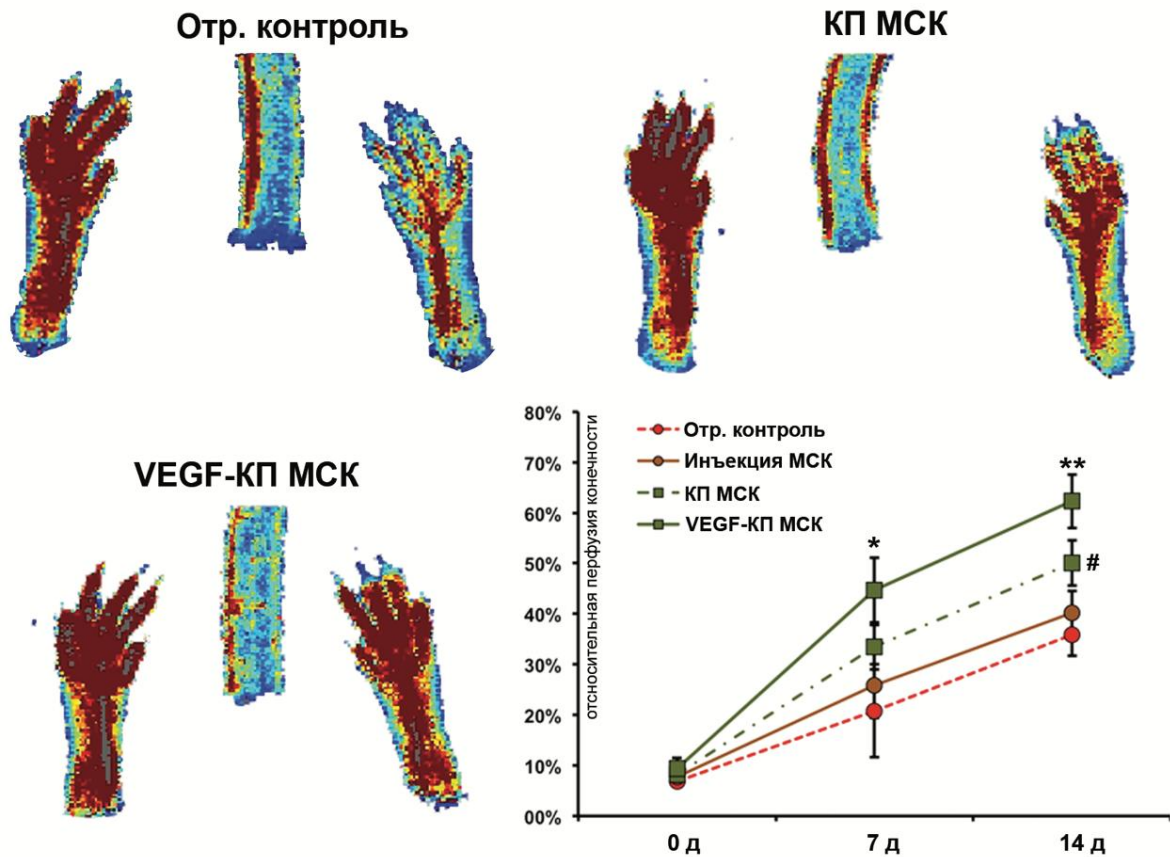 Отр. контроль
КП МСК
VEGF-КП МСК
отсносительная перфузия конечности
80%
70%
60%
50%
40%
30%
20%
10%
00%
Отр. контроль
Инъекция МСК
КП МСК
VEGF-КП МСК
*
**
#
0 д
7 д
14 д